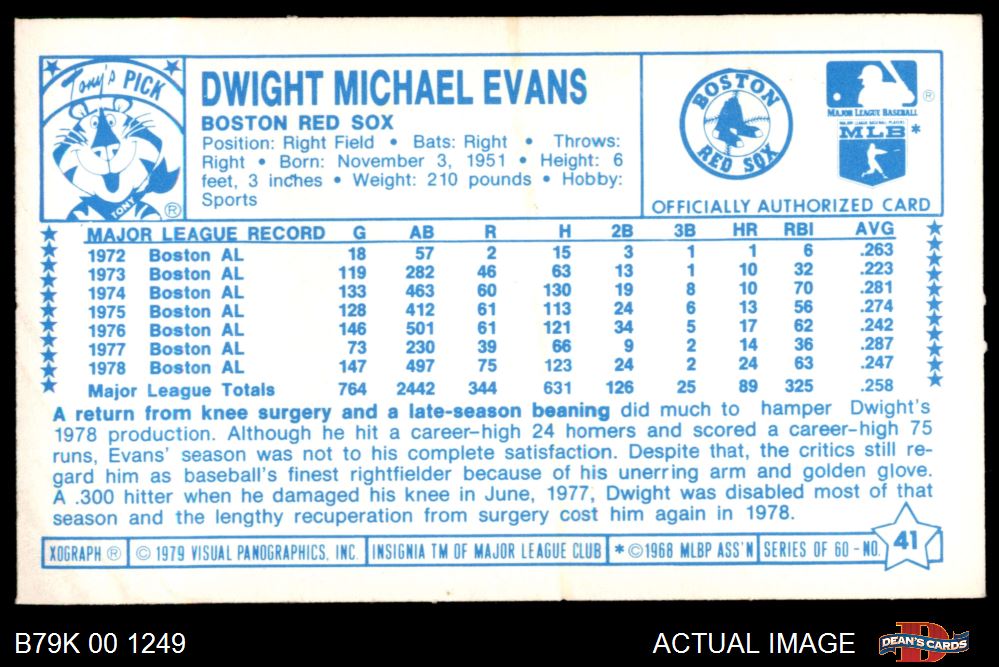 Tony's PICK
TONY ®
DWIGHT MICHAEL EVANS
BOSTON RED SOX
Position: Right Field • Bats: Right • Throws:
Right • Born: November 3, 1951 • Height: 6
feet, 3 inches • Weight: 210 pounds • Hobby:
Sports
BOSTON
RED SOX
®
MAJOR LEAGUE BASEBALL
MAJOR LEAGUE BASEBALL PLAYERS
MLB *
OFFICIALLY AUTHORIZED CARD
MAJOR LEAGUE RECORD G AB R H 2B 3B HR RBI AVG
1972 Boston AL 18 57 2 15 3 1 1 6 .263
1973 Boston AL 119 282 46 63 13 1 10 32 .223
1974 Boston AL 133 463 60 130 19 8 10 70 .281
1975 Boston AL 128 412 61 113 24 6 13 56 .274
1976 Boston AL 146 501 61 121 34 5 17 62 .242
1977 Boston AL 73 230 39 66 9 2 14 36 .287
1978 Boston AL 147 497 75 123 24 2 24 63 .247
Major League Totals 764 2442 344 631 126 25 89 325 .258
A return from knee surgery and a late-season beaning did much to hamper Dwight's
1978 production. Although he hit a career-high 24 homers and scored a career-high 75
runs, Evans' season was not to his complete satisfaction. Despite that, the critics still re-
gard him as baseball's finest rightfielder because of his unerring arm and golden glove.
A .300 hitter when he damaged his knee in June, 1977, Dwight was disabled most of that
season and the lengthy recuperation from surgery cost him again in 1978.
XOGRAPH ® © 1979 VISUAL PANOGRAPHICS, INC. INSIGNIA TM OF MAJOR LEAGUE CLUB * ©1968 MLBP ASS'N SERIES OF 60 - NO. 41
B79K 00 1249
ACTUAL IMAGE
DEAN'S CARDS